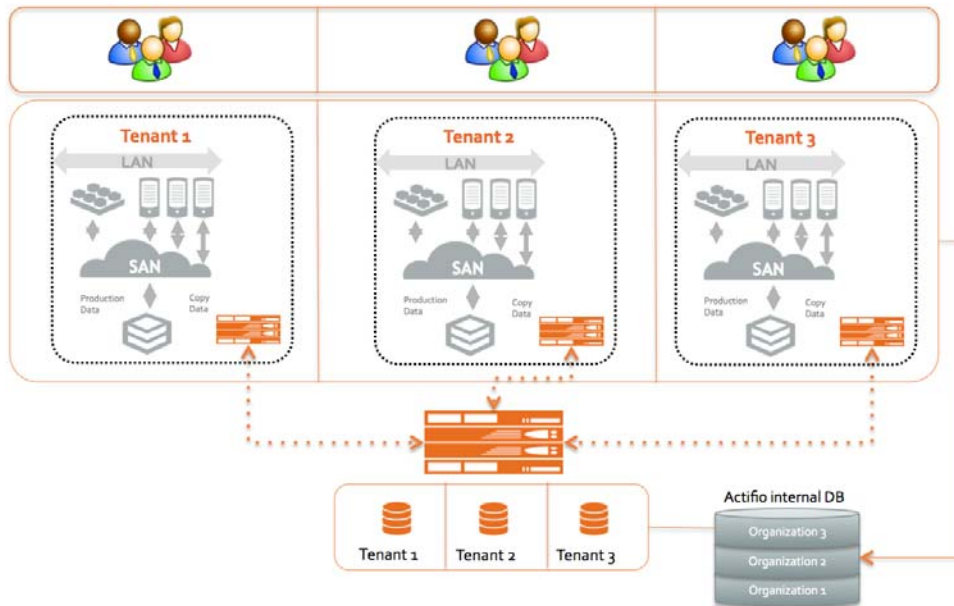 Tenant 1
LAN
SAN
Production
Data
Copy
Data
Tenant 2
LAN
SAN
Production
Data
Copy
Data
Tenant 3
LAN
SAN
Production
Data
Copy
Data
Tenant 1
Tenant 2
Tenant 3
Actifio internal DB
Organization 3
Organization 2
Organization 1